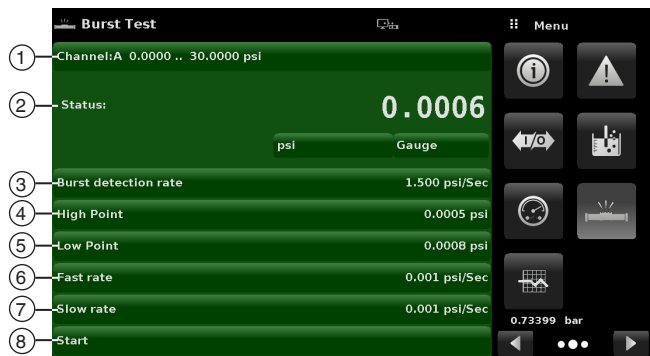 Burst Test
Menu
1 Channel:A 0.0000 .. 30.0000 psi
2 Status: 0.0006
psi Gauge
I/O
3 Burst detection rate 1.500 psi/Sec
4 High Point 0.0005 psi
5 Low Point 0.0008 psi
6 Fast rate 0.001 psi/Sec
7 Slow rate 0.001 psi/Sec
0.73399 bar
8 Start